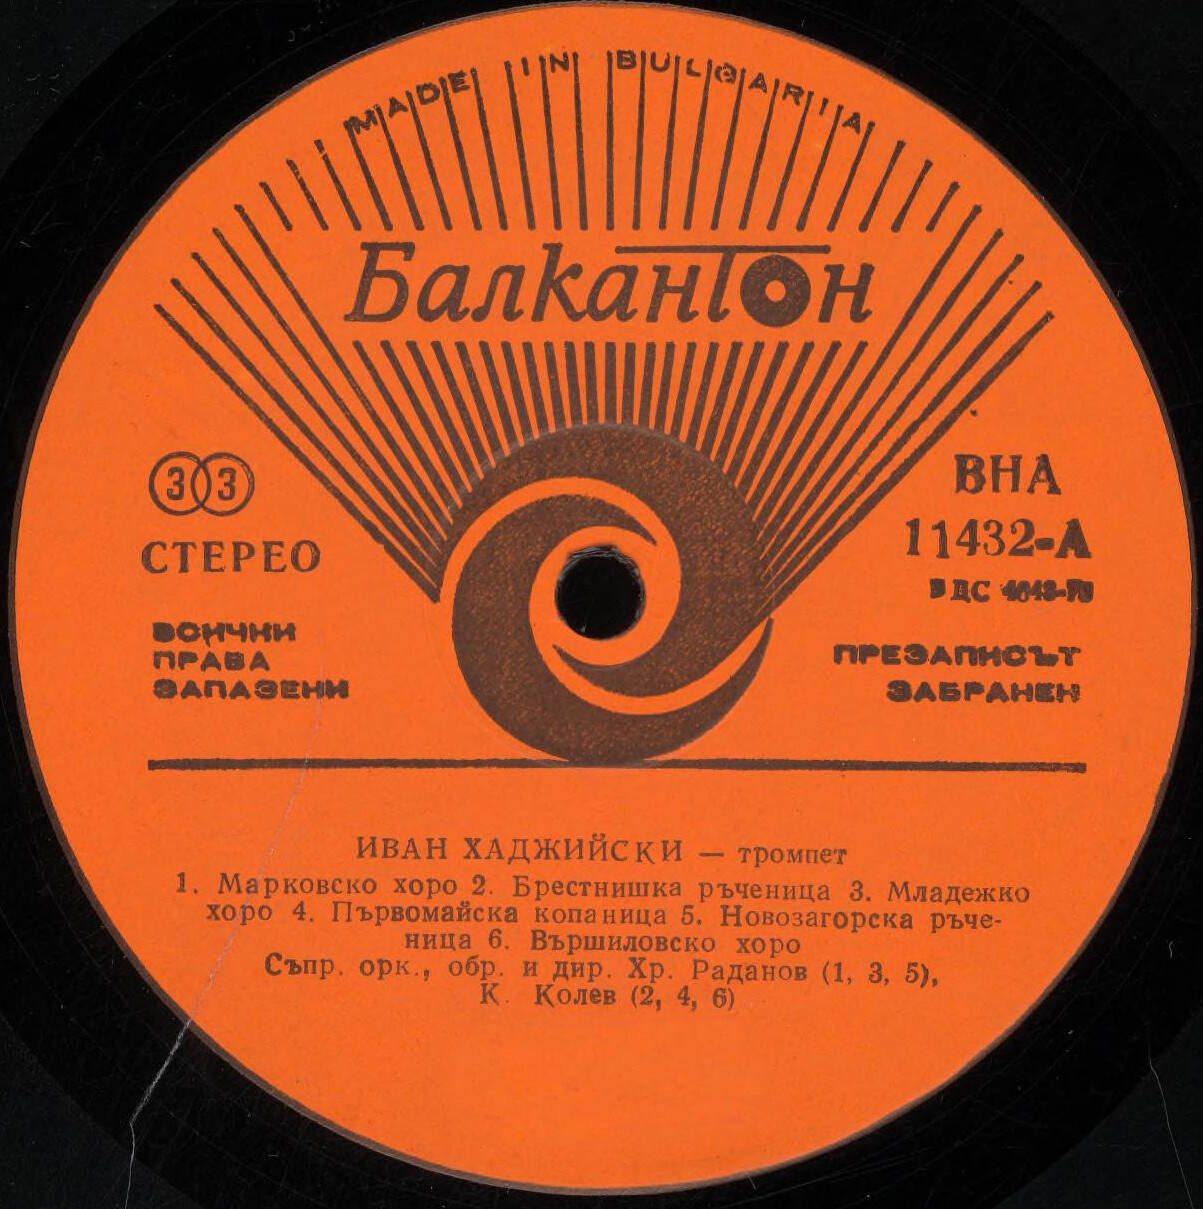 MADE IN BULGARIA
Балкантон
33
СТЕРЕО
ВСИЧКИ
ПРАВА
ЗАПАЗЕНИ
ВНА
11432-А
ДС
ПРЕЗАПИСЪТ
ЗАБРАНЕН
ИВАН ХАДЖИЙСКИ — тромпет
1. Марковско хоро 2. Брестнишка ръченица 3. Младежко
хоро 4. Първомайска копаница 5. Новозагорска ръче-
ница 6. Вършиловско хоро
Съпр. орк., обр. и дир. Хр. Раданов (1, 3, 5),
К. Колев (2, 4, 6)